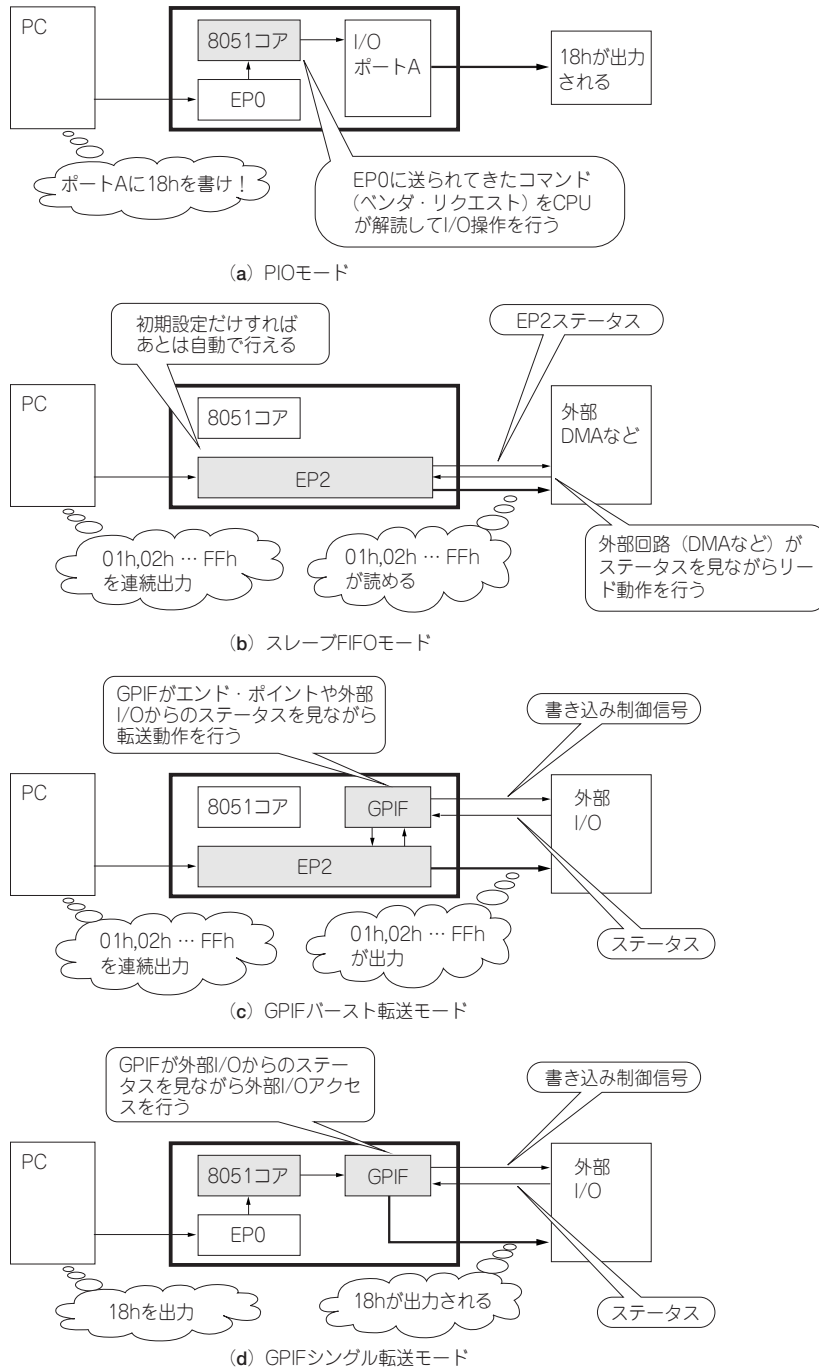 PC
8051コア
EP0
I/O
ポートA
18hが出力
される
ポートAに18hを書け！
EP0に送られてきたコマンド
（ベンダ・リクエスト）をCPU
が解読してI/O操作を行う
（a）PIOモード
初期設定だけすれば
あとは自動で行える
EP2ステータス
PC
8051コア
EP2
外部
DMAなど
01h,02h … FFh
を連続出力
01h,02h … FFh
が読める
外部回路（DMAなど）が
ステータスを見ながらリー
ド動作を行う
（b）スレーブFIFOモード
GPIFがエンド・ポイントや外部
I/Oからのステータスを見ながら
転送動作を行う
書き込み制御信号
PC
8051コア
GPIF
EP2
外部
I/O
01h,02h … FFh
を連続出力
01h,02h … FFh
が出力
ステータス
（c）GPIFバースト転送モード
GPIFが外部I/Oからのステー
タスを見ながら外部I/Oアクセ
スを行う
書き込み制御信号
PC
8051コア
GPIF
EP0
外部
I/O
18hを出力
18hが出力される
ステータス
（d）GPIFシングル転送モード